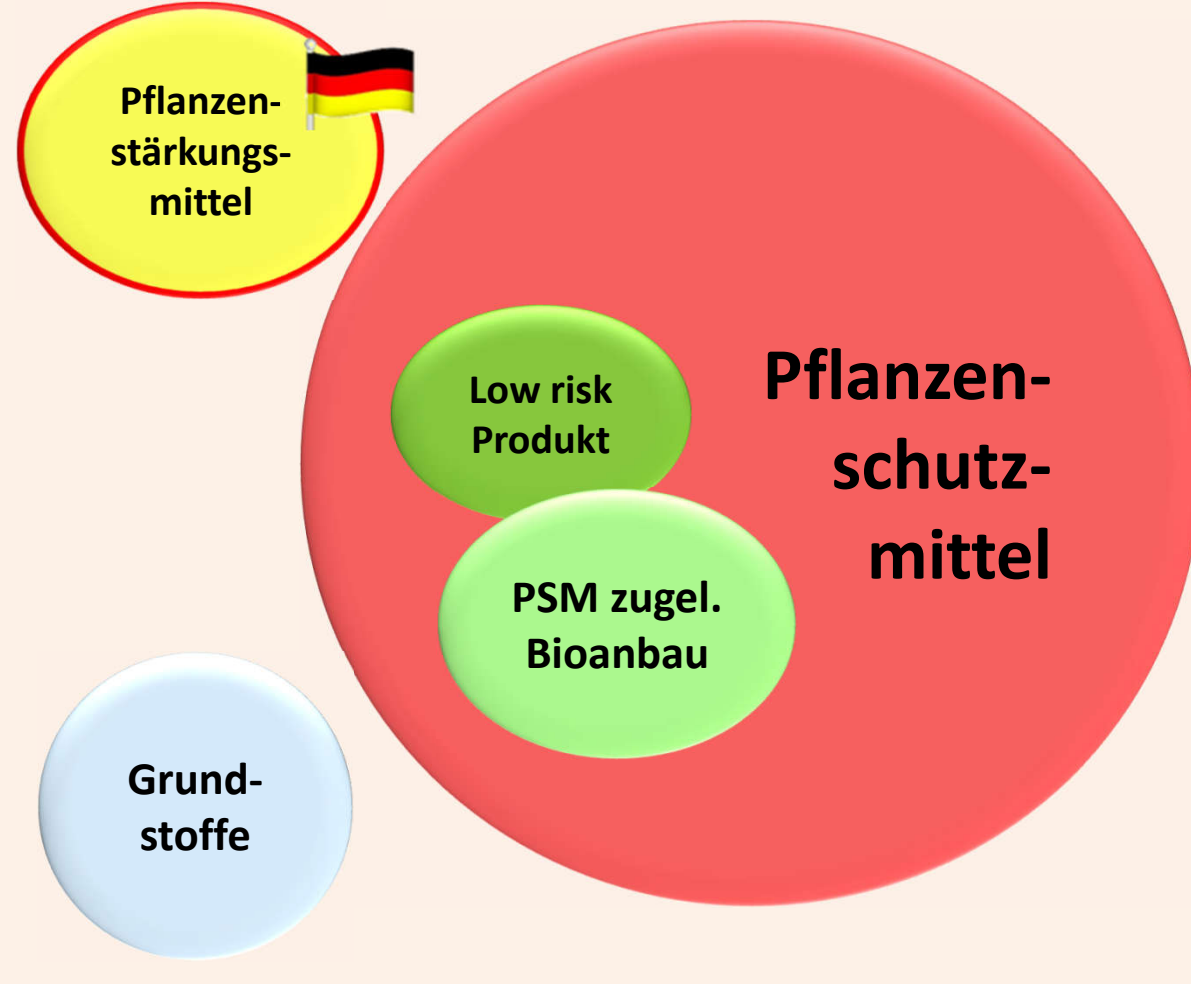 Pflanzen-
stärkungs-
mittel
Low risk
Produkt
Pflanzen-
schutz-
mittel
PSM zugel.
Bioanbau
Grund-
stoffe